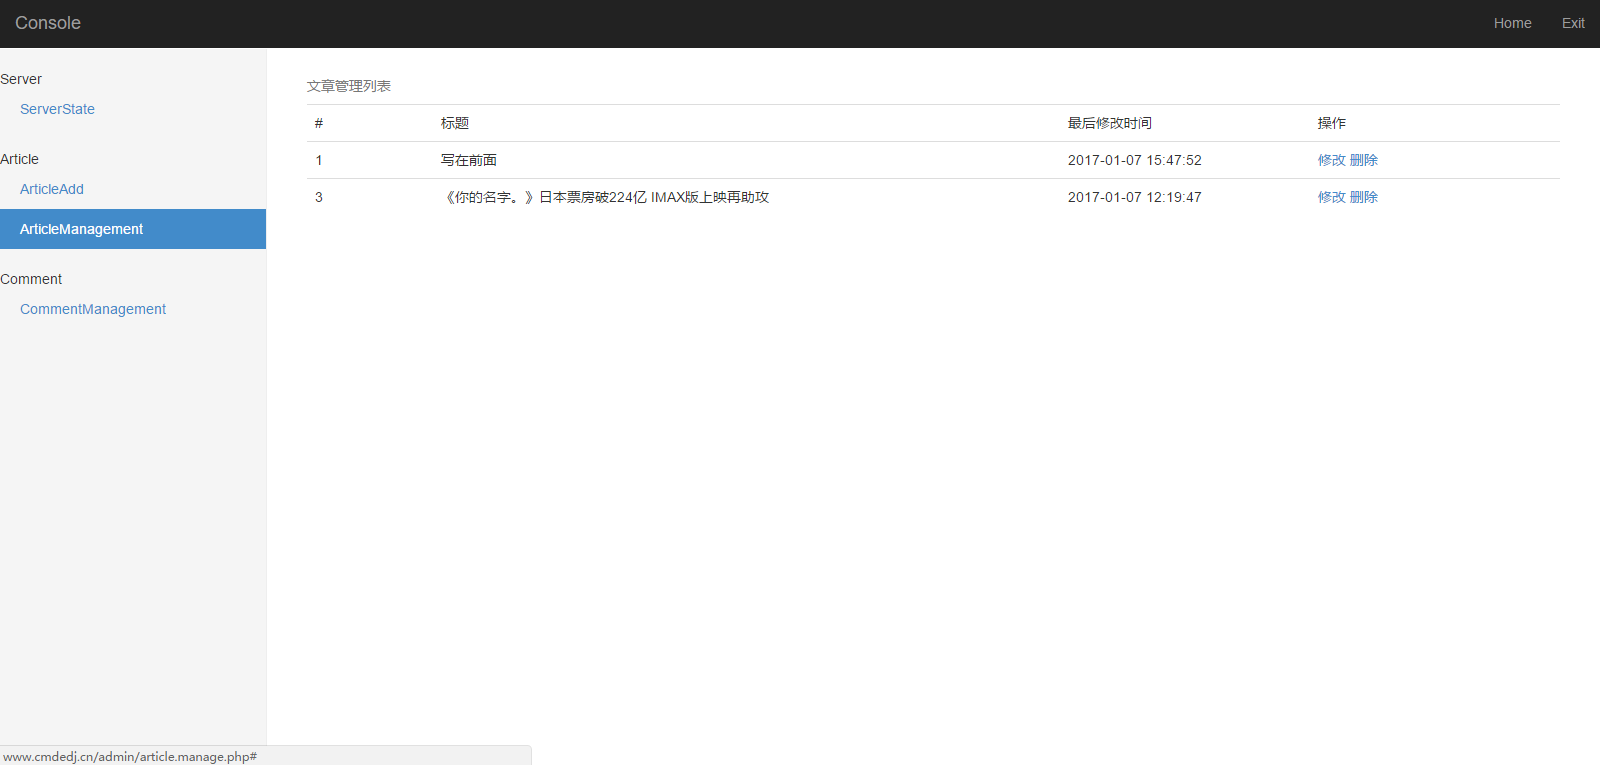 Console Home Exit
Server
ServerState
Article
ArticleAdd
ArticleManagement
Comment
CommentManagement
文章管理列表
# 标题 最后修改时间 操作
1 写在前面 2017-01-07 15:47:52 修改 删除
3 《你的名字。》日本票房破224亿 IMAX版上映再助攻 2017-01-07 12:19:47 修改 删除
www.cmdedj.cn/admin/article.manage.php#